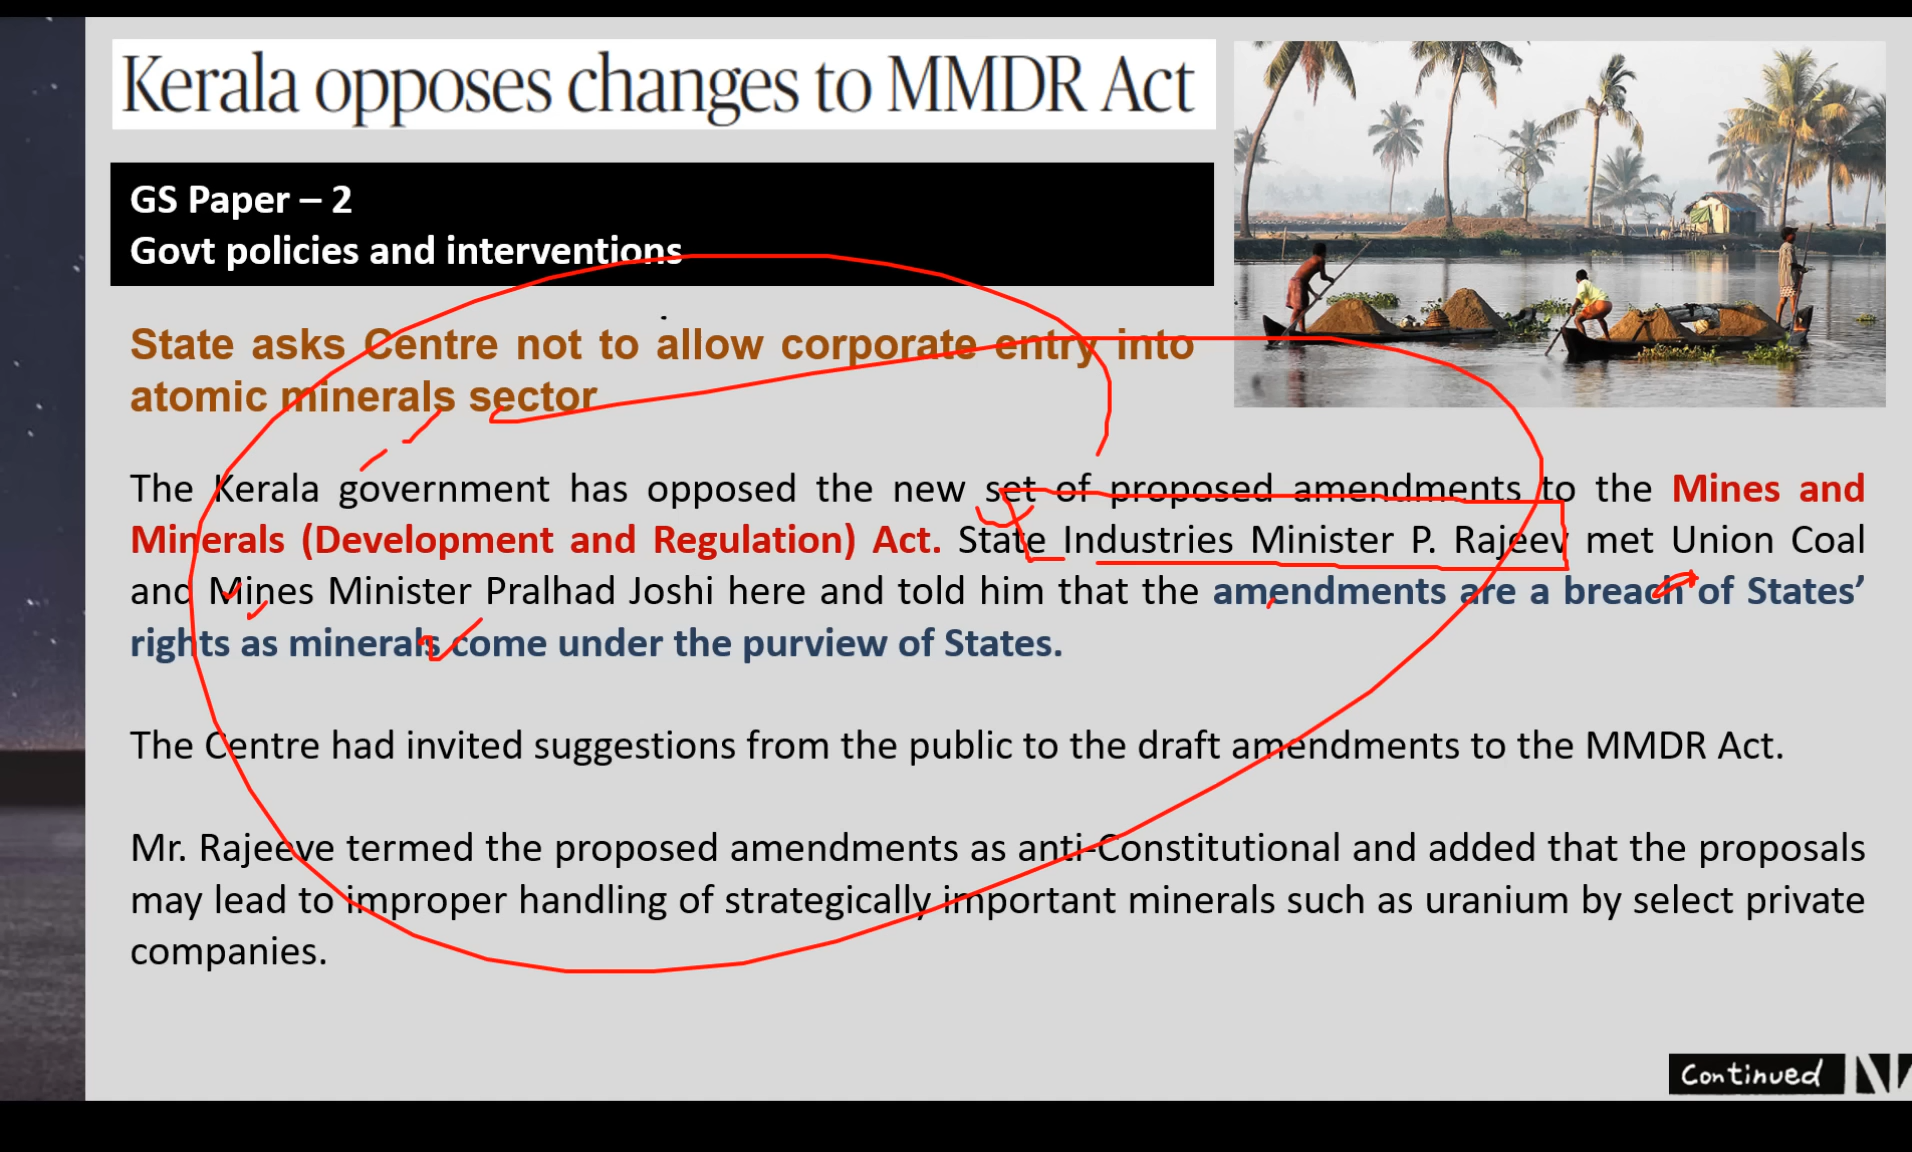 Kerala opposes changes to MMDR Act
GS Paper – 2
Govt policies and interventions
State asks Centre not to allow corporate entry into
atomic minerals sector
The Kerala government has opposed the new set of proposed amendments to the Mines and
Minerals (Development and Regulation) Act. State Industries Minister P. Rajeev met Union Coal
and Mines Minister Pralhad Joshi here and told him that the amendments are a breach of States’
rights as minerals come under the purview of States.
The Centre had invited suggestions from the public to the draft amendments to the MMDR Act.
Mr. Rajeeve termed the proposed amendments as anti-Constitutional and added that the proposals
may lead to improper handling of strategically important minerals such as uranium by select private
companies.
Continued